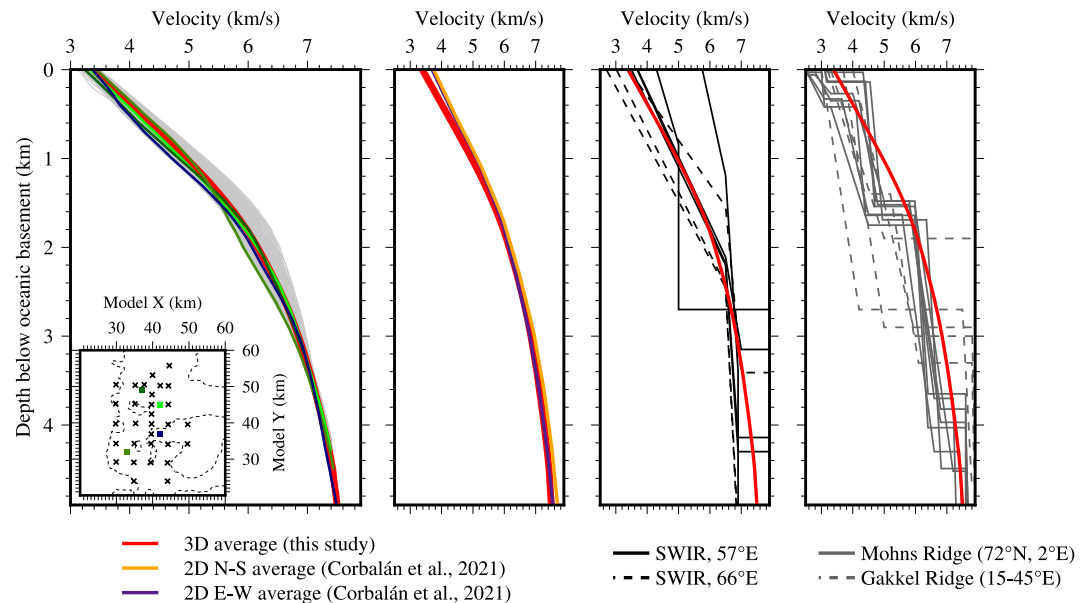 Velocity (km/s)
Velocity (km/s)
Velocity (km/s)
Velocity (km/s)
3 4 5 6 7
3 4 5 6 7
3 4 5 6 7
3 4 5 6 7
0
1
2
3
4
Depth below oceanic basement (km)
Model X (km)
30 40 50 60
60
50
40
30
Model Y (km)
3D average (this study)
2D N-S average (Corbalán et al., 2021)
2D E-W average (Corbalán et al., 2021)
SWIR, 57°E
SWIR, 66°E
Mohns Ridge (72°N, 2°E)
Gakkel Ridge (15-45°E)